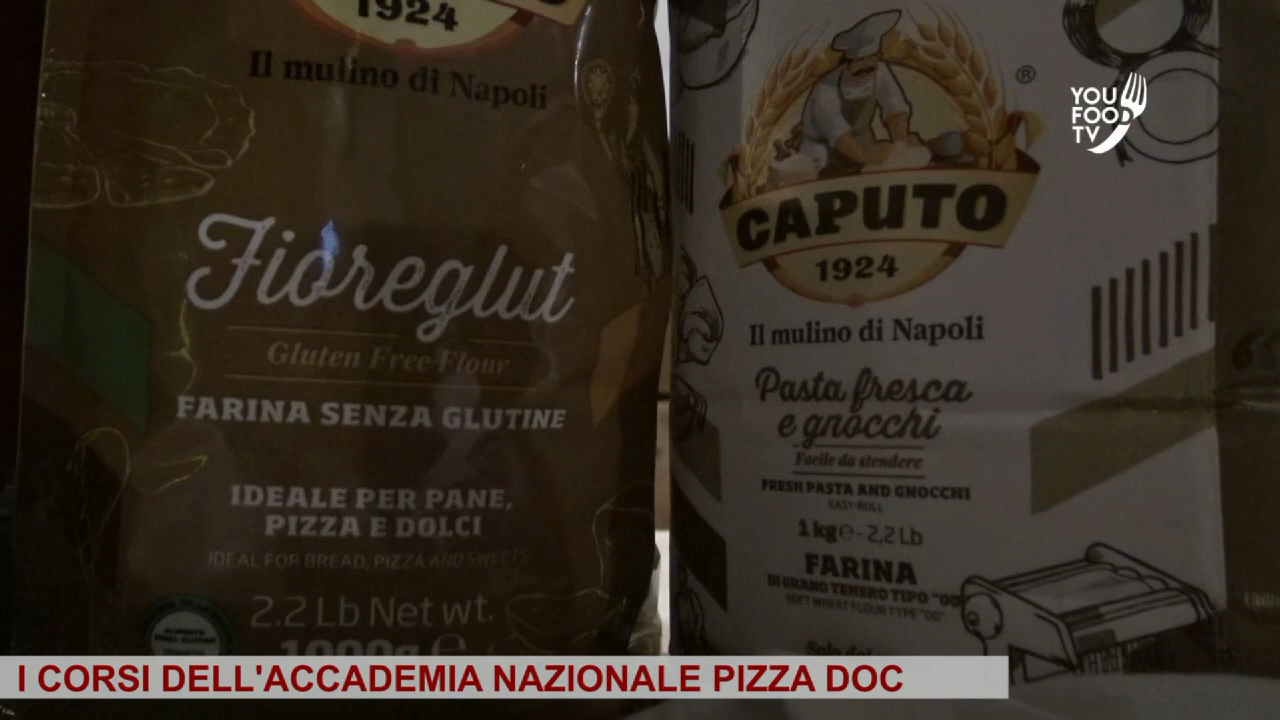 1924
Il mulino di Napoli
Fioreglut
Gluten Free Flour
FARINA SENZA GLUTINE
IDEALE PER PANE,
PIZZA E DOLCI
IDEAL FOR BREAD, PIZZA AND SWEETS
2.2 Lb Net wt.
1000g e
CAPUTO
®
1924
Il mulino di Napoli
Pasta fresca
e gnocchi
Facile da stendere
FRESH PASTA AND GNOCCHI
EASY-ROLL
1 kg e - 2,2 Lb
FARINA
DI GRANO TENERO TIPO "00"
SOFT WHEAT FLOUR TYPE "00"
YOU
FOOD
TV
I CORSI DELL'ACCADEMIA NAZIONALE PIZZA DOC